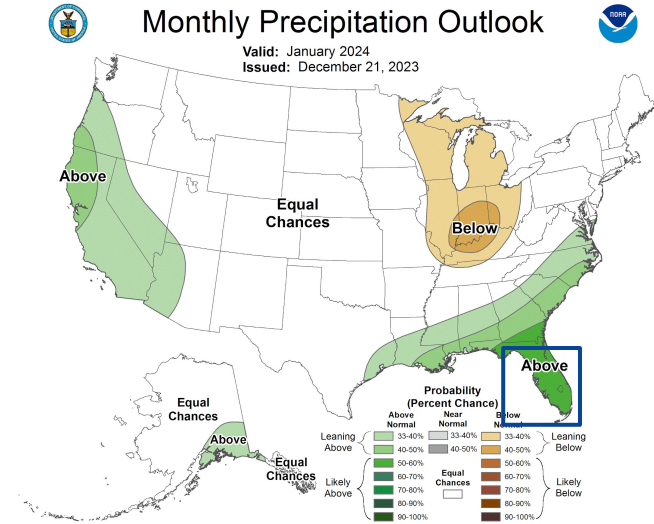 Monthly Precipitation Outlook
NOAA
Valid: January 2024
Issued: December 21, 2023
Above
Equal
Chances
Below
Above
Equal
Chances
Above
Equal
Chances
Probability
(Percent Chance)
Above
Normal
Near
Normal
Below
Normal
Leaning
Above
33-40%
40-50%
33-40%
40-50%
33-40%
40-50%
Leaning
Below
Likely
Above
50-60%
60-70%
70-80%
80-90%
90-100%
Equal
Chances
50-60%
60-70%
70-80%
80-90%
90-100%
Likely
Below